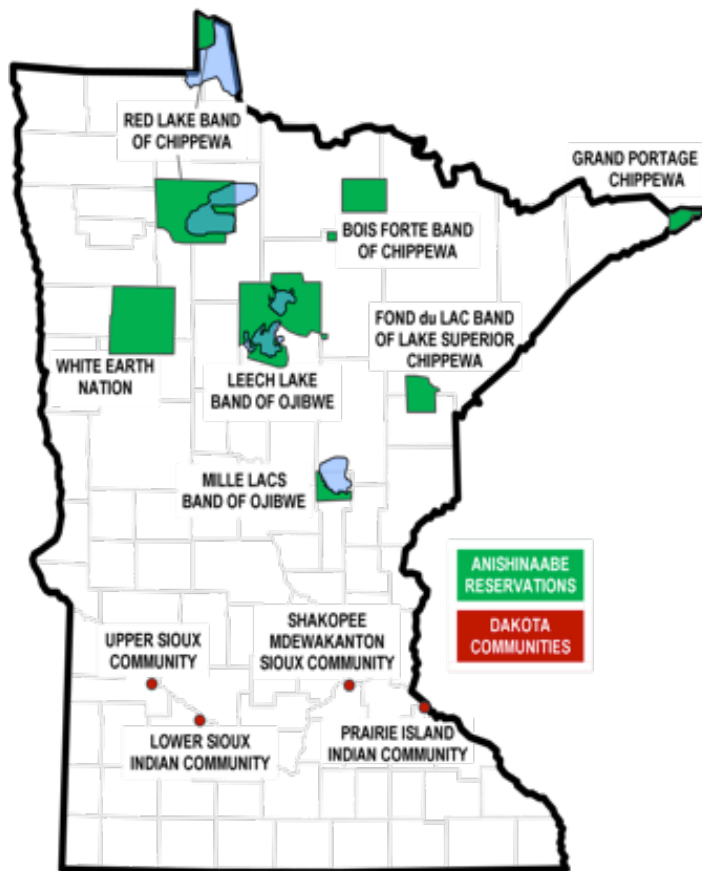 RED LAKE BAND
OF CHIPPEWA
GRAND PORTAGE
CHIPPEWA
BOIS FORTE BAND
OF CHIPPEWA
FOND du LAC BAND
OF LAKE SUPERIOR
CHIPPEWA
WHITE EARTH
NATION
LEECH LAKE
BAND OF OJIBWE
MILLE LACS
BAND OF OJIBWE
ANISHINAABE
RESERVATIONS
DAKOTA
COMMUNITIES
UPPER SIOUX
COMMUNITY
SHAKOPEE
MDEWAKANTON
SIOUX COMMUNITY
LOWER SIOUX
INDIAN COMMUNITY
PRAIRIE ISLAND
INDIAN COMMUNITY